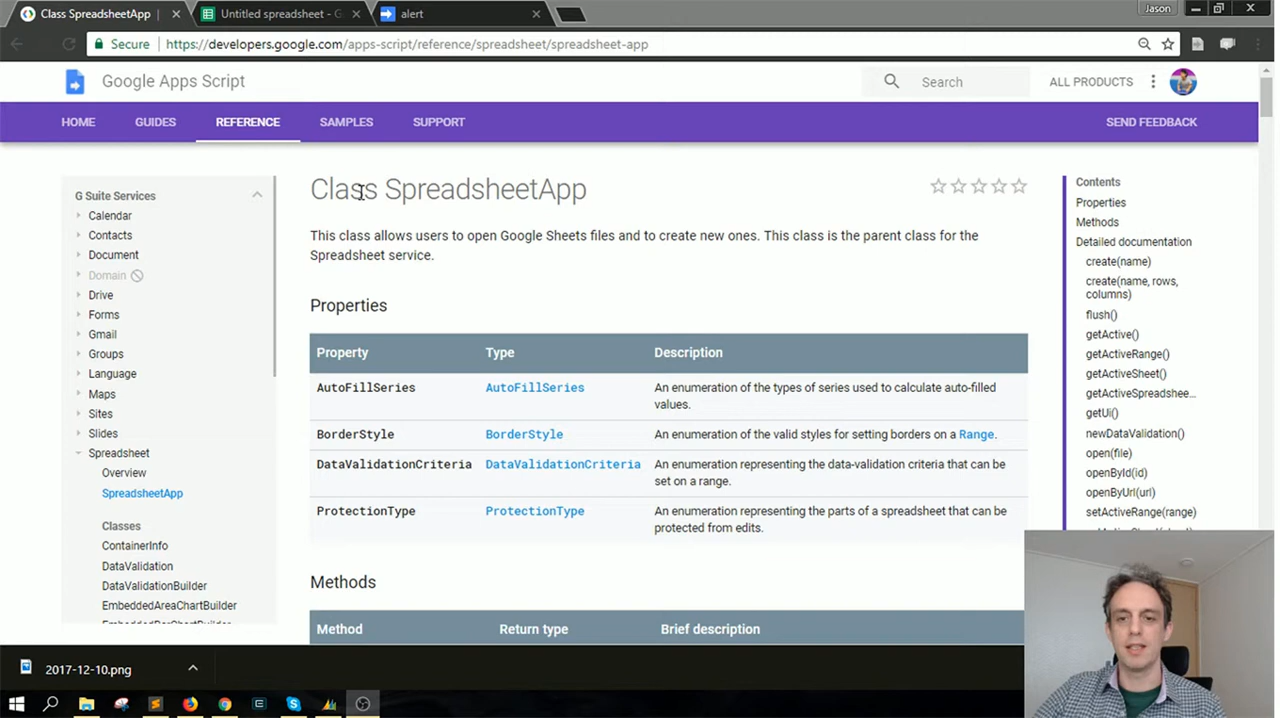 Class SpreadsheetApp
Untitled spreadsheet - G
alert
Jason
Secure
https://developers.google.com/apps-script/reference/spreadsheet/spreadsheet-app
Google Apps Script
Search
ALL PRODUCTS
HOME
GUIDES
REFERENCE
SAMPLES
SUPPORT
SEND FEEDBACK
G Suite Services
Calendar
Contacts
Document
Domain
Drive
Forms
Gmail
Groups
Language
Maps
Sites
Slides
Spreadsheet
Overview
SpreadsheetApp
Classes
ContainerInfo
DataValidation
DataValidationBuilder
EmbeddedAreaChartBuilder
Class SpreadsheetApp
This class allows users to open Google Sheets files and to create new ones. This class is the parent class for the
Spreadsheet service.
Properties
Property Type Description
AutoFillSeries AutoFillSeries An enumeration of the types of series used to calculate auto-filled
values.
BorderStyle BorderStyle An enumeration of the valid styles for setting borders on a Range.
DataValidationCriteria DataValidationCriteria An enumeration representing the data-validation criteria that can be
set on a range.
ProtectionType ProtectionType An enumeration representing the parts of a spreadsheet that can be
protected from edits.
Methods
Method Return type Brief description
Contents
Properties
Methods
Detailed documentation
create(name)
create(name, rows,
columns)
flush()
getActive()
getActiveRange()
getActiveSheet()
getActiveSpreadshee...
getUi()
newDataValidation()
open(file)
openById(id)
openByUrl(url)
setActiveRange(range)
2017-12-10.png